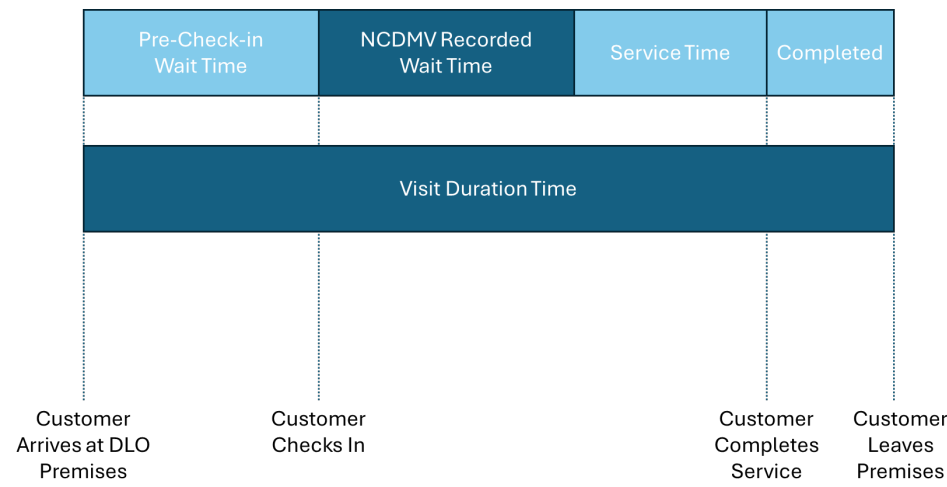 Pre-Check-in
Wait Time
NCDMV Recorded
Wait Time
Service Time
Completed
Visit Duration Time
Customer
Arrives at DLO
Premises
Customer
Checks In
Customer
Completes
Service
Customer
Leaves
Premises